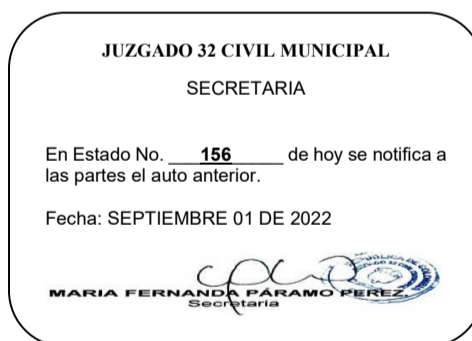 JUZGADO 32 CIVIL MUNICIPAL
SECRETARIA
En Estado No. ___156_____ de hoy se notifica a
las partes el auto anterior.
Fecha: SEPTIEMBRE 01 DE 2022
MARIA FERNANDA PÁRAMO PEREZ
Secretaria